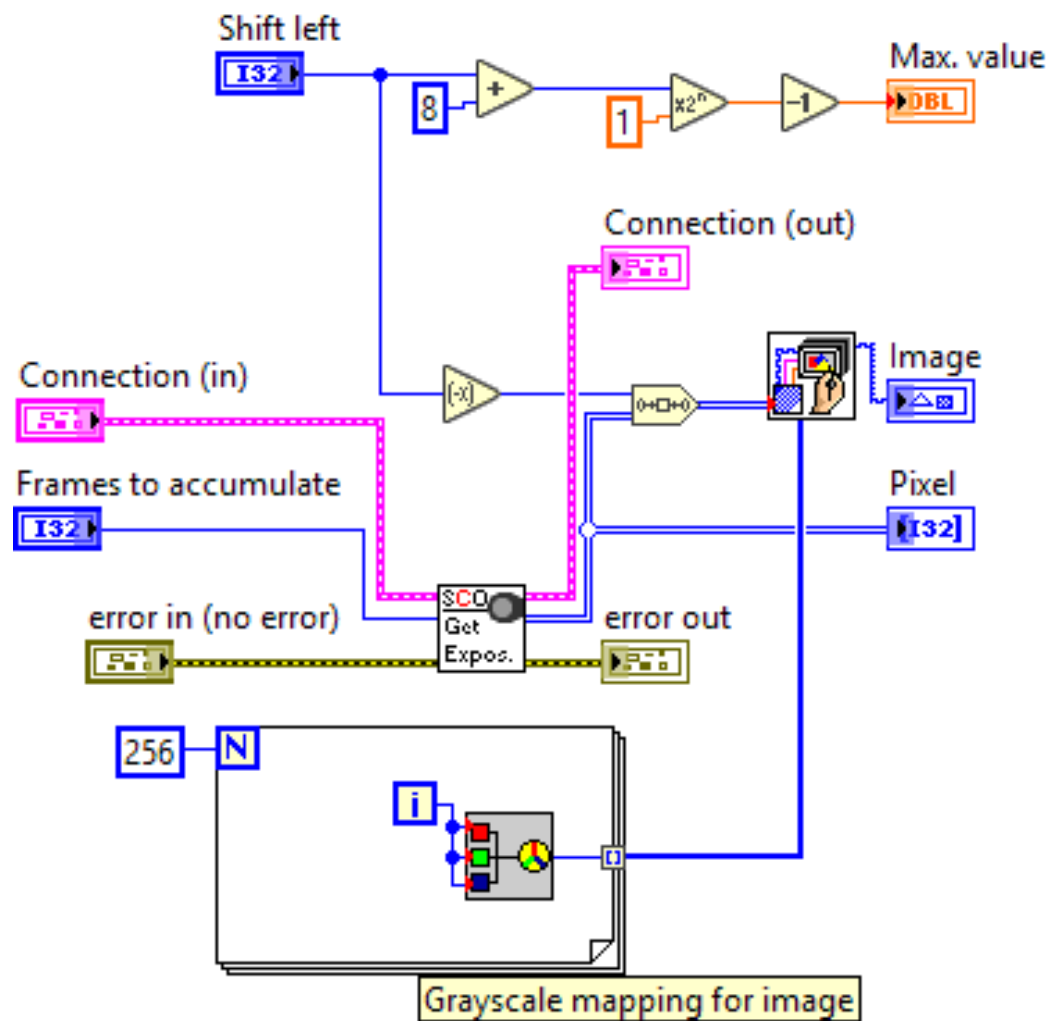 Shift left
I32
Max. value
8
+
1
x2ⁿ
-1
DBL
Connection (out)
Connection (in)
(-x)
Image
Frames to accumulate
I32
Pixel
[I32]
error in (no error)
SCO
Get
Expos.
error out
256
N
i
Grayscale mapping for image